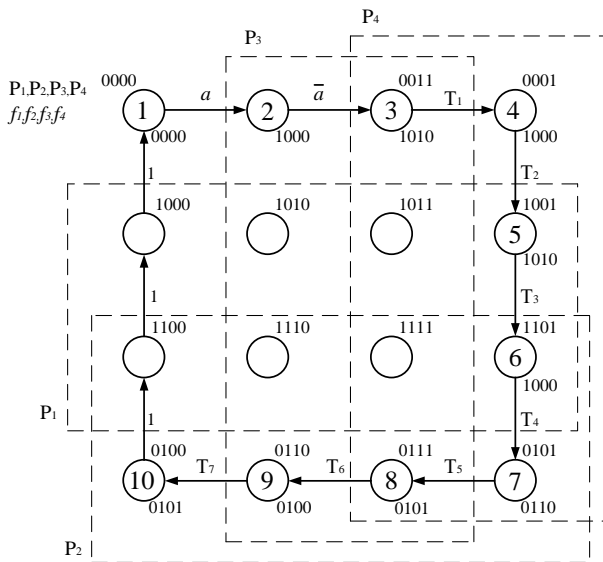 P₄
P₃
P₁,P₂,P₃,P₄ 0000 0011 0001
f₁f₂f₃f₄ 1 a 2 a̅ 3 T₁ 4
0000 1000 1010 1000
1 T₂
1000 1010 1011 1001
5
1010
1 T₃
1100 1110 1111 1101
6
1000
P₁ 1 T₄
0100 0110 0111 0101
10 T₇ 9 T₆ 8 T₅ 7
0101 0100 0101 0110
P₂